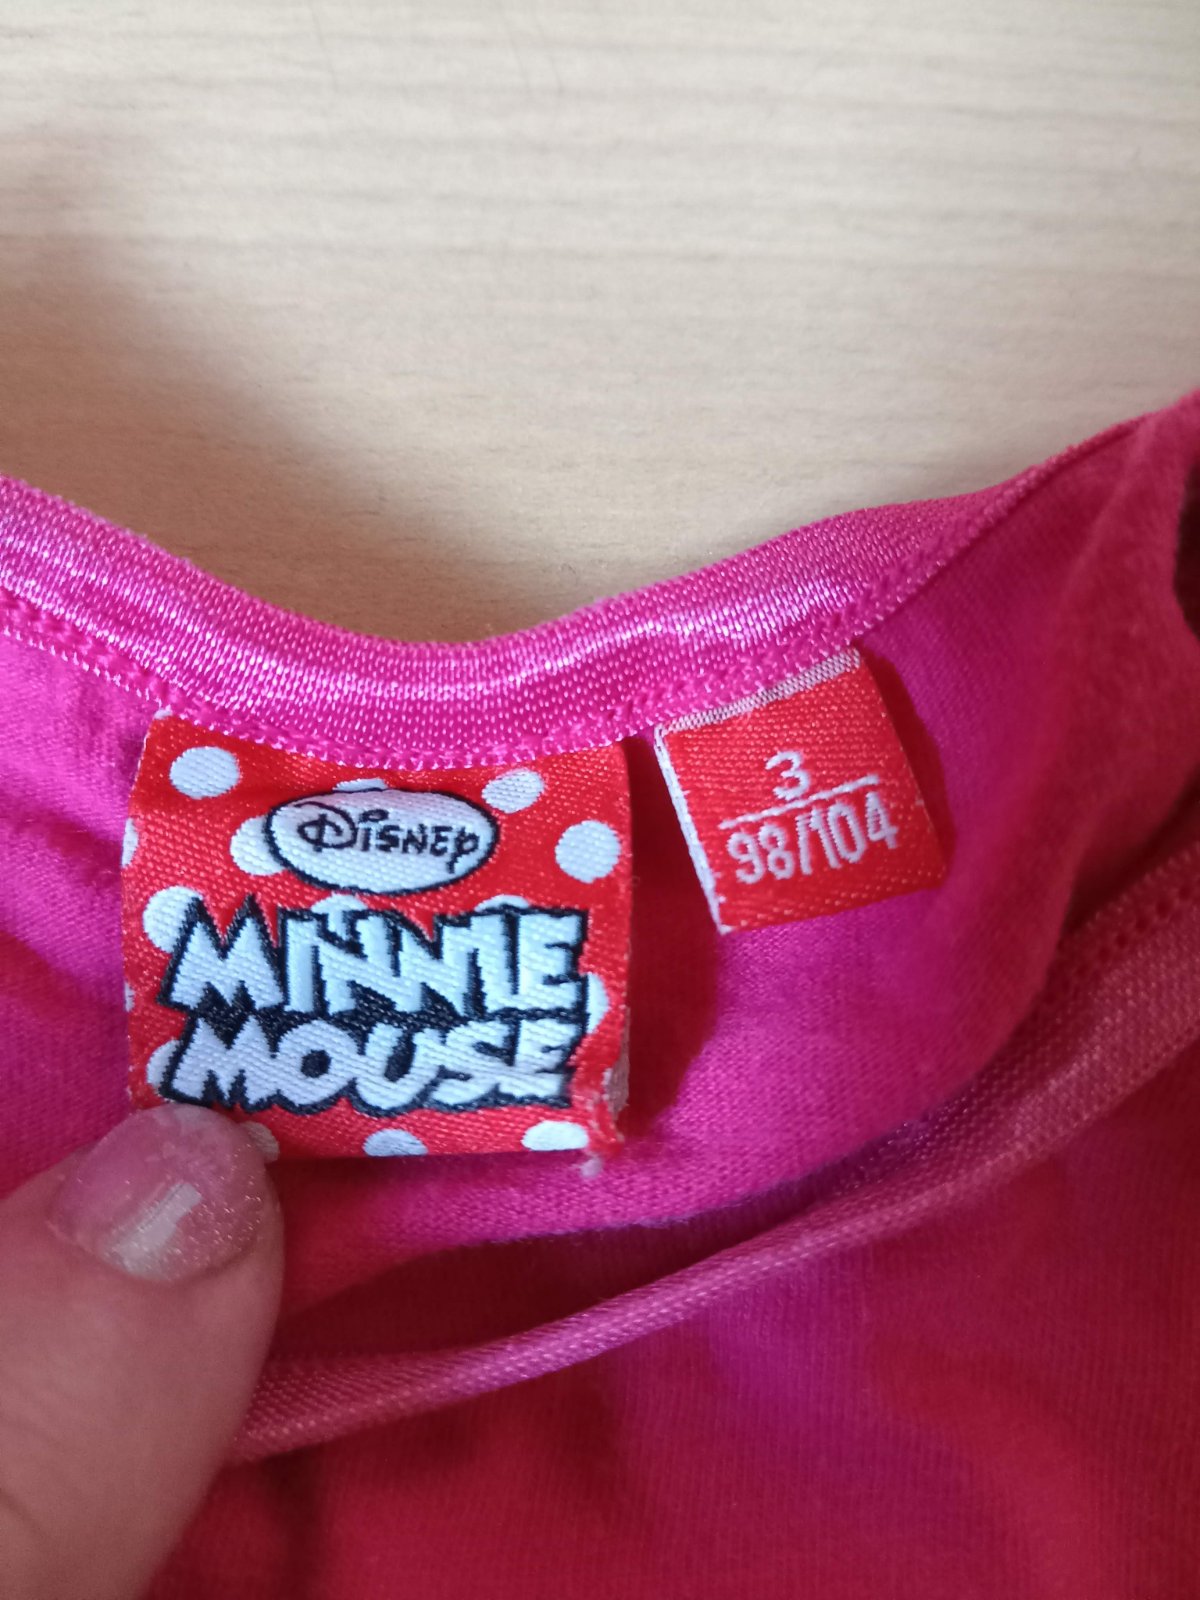 Disney
MINNIE
MOUSE
3
98/104